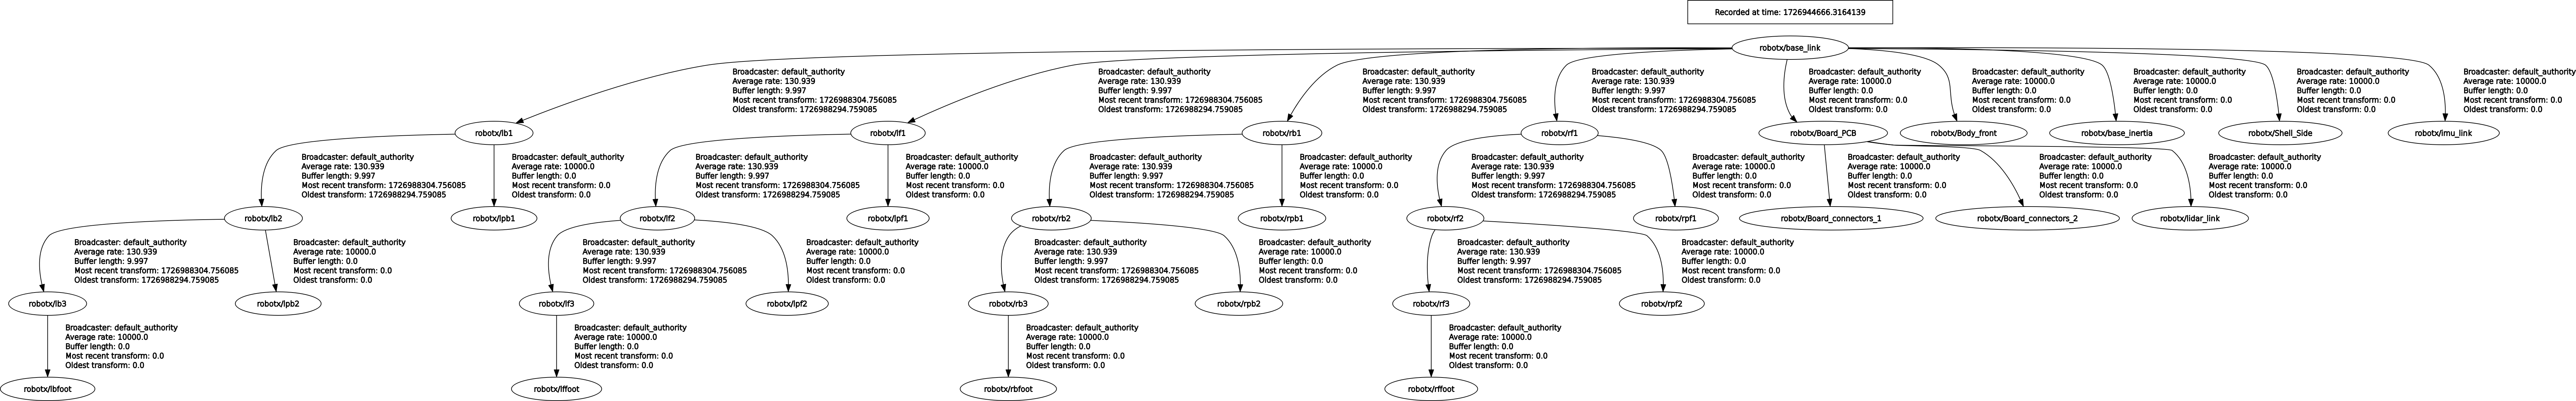 Recorded at time: 1726944666.3164139
robotx/base_link
Broadcaster: default_authority
Average rate: 130.939
Buffer length: 9.997
Most recent transform: 1726988304.756085
Oldest transform: 1726988294.759085
Broadcaster: default_authority
Average rate: 130.939
Buffer length: 9.997
Most recent transform: 1726988304.756085
Oldest transform: 1726988294.759085
Broadcaster: default_authority
Average rate: 130.939
Buffer length: 9.997
Most recent transform: 1726988304.756085
Oldest transform: 1726988294.759085
Broadcaster: default_authority
Average rate: 130.939
Buffer length: 9.997
Most recent transform: 1726988304.756085
Oldest transform: 1726988294.759085
Broadcaster: default_authority
Average rate: 10000.0
Buffer length: 0.0
Most recent transform: 0.0
Oldest transform: 0.0
Broadcaster: default_authority
Average rate: 10000.0
Buffer length: 0.0
Most recent transform: 0.0
Oldest transform: 0.0
Broadcaster: default_authority
Average rate: 10000.0
Buffer length: 0.0
Most recent transform: 0.0
Oldest transform: 0.0
Broadcaster: default_authority
Average rate: 10000.0
Buffer length: 0.0
Most recent transform: 0.0
Oldest transform: 0.0
Broadcaster: default_authority
Average rate: 10000.0
Buffer length: 0.0
Most recent transform: 0.0
Oldest transform: 0.0
robotx/lb1
robotx/lf1
robotx/rb1
robotx/rf1
robotx/Board_PCB
robotx/Body_front
robotx/base_inertia
robotx/Shell_Side
robotx/imu_link
Broadcaster: default_authority
Average rate: 130.939
Buffer length: 9.997
Most recent transform: 1726988304.756085
Oldest transform: 1726988294.759085
Broadcaster: default_authority
Average rate: 10000.0
Buffer length: 0.0
Most recent transform: 0.0
Oldest transform: 0.0
Broadcaster: default_authority
Average rate: 130.939
Buffer length: 9.997
Most recent transform: 1726988304.756085
Oldest transform: 1726988294.759085
Broadcaster: default_authority
Average rate: 10000.0
Buffer length: 0.0
Most recent transform: 0.0
Oldest transform: 0.0
Broadcaster: default_authority
Average rate: 130.939
Buffer length: 9.997
Most recent transform: 1726988304.756085
Oldest transform: 1726988294.759085
Broadcaster: default_authority
Average rate: 10000.0
Buffer length: 0.0
Most recent transform: 0.0
Oldest transform: 0.0
Broadcaster: default_authority
Average rate: 130.939
Buffer length: 9.997
Most recent transform: 1726988304.756085
Oldest transform: 1726988294.759085
Broadcaster: default_authority
Average rate: 10000.0
Buffer length: 0.0
Most recent transform: 0.0
Oldest transform: 0.0
Broadcaster: default_authority
Average rate: 10000.0
Buffer length: 0.0
Most recent transform: 0.0
Oldest transform: 0.0
Broadcaster: default_authority
Average rate: 10000.0
Buffer length: 0.0
Most recent transform: 0.0
Oldest transform: 0.0
Broadcaster: default_authority
Average rate: 10000.0
Buffer length: 0.0
Most recent transform: 0.0
Oldest transform: 0.0
robotx/lb2
robotx/lpb1
robotx/lf2
robotx/lpf1
robotx/rb2
robotx/rpb1
robotx/rf2
robotx/rpf1
robotx/Board_connectors_1
robotx/Board_connectors_2
robotx/lidar_link
Broadcaster: default_authority
Average rate: 130.939
Buffer length: 9.997
Most recent transform: 1726988304.756085
Oldest transform: 1726988294.759085
Broadcaster: default_authority
Average rate: 10000.0
Buffer length: 0.0
Most recent transform: 0.0
Oldest transform: 0.0
Broadcaster: default_authority
Average rate: 130.939
Buffer length: 9.997
Most recent transform: 1726988304.756085
Oldest transform: 1726988294.759085
Broadcaster: default_authority
Average rate: 10000.0
Buffer length: 0.0
Most recent transform: 0.0
Oldest transform: 0.0
Broadcaster: default_authority
Average rate: 130.939
Buffer length: 9.997
Most recent transform: 1726988304.756085
Oldest transform: 1726988294.759085
Broadcaster: default_authority
Average rate: 10000.0
Buffer length: 0.0
Most recent transform: 0.0
Oldest transform: 0.0
Broadcaster: default_authority
Average rate: 130.939
Buffer length: 9.997
Most recent transform: 1726988304.756085
Oldest transform: 1726988294.759085
Broadcaster: default_authority
Average rate: 10000.0
Buffer length: 0.0
Most recent transform: 0.0
Oldest transform: 0.0
robotx/lb3
robotx/lpb2
robotx/lf3
robotx/lpf2
robotx/rb3
robotx/rpb2
robotx/rf3
robotx/rpf2
Broadcaster: default_authority
Average rate: 10000.0
Buffer length: 0.0
Most recent transform: 0.0
Oldest transform: 0.0
Broadcaster: default_authority
Average rate: 10000.0
Buffer length: 0.0
Most recent transform: 0.0
Oldest transform: 0.0
Broadcaster: default_authority
Average rate: 10000.0
Buffer length: 0.0
Most recent transform: 0.0
Oldest transform: 0.0
Broadcaster: default_authority
Average rate: 10000.0
Buffer length: 0.0
Most recent transform: 0.0
Oldest transform: 0.0
robotx/lbfoot
robotx/lffoot
robotx/rbfoot
robotx/rffoot